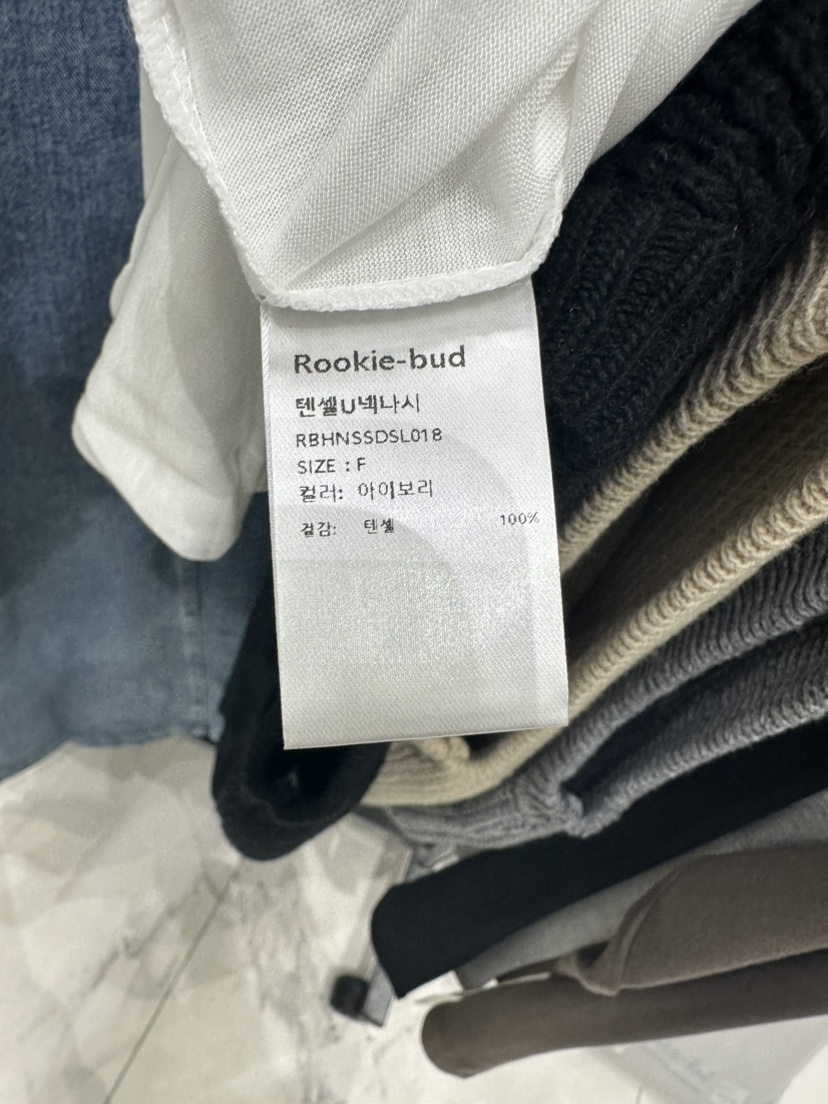 Rookie-bud
텐셀U넥나시
RBHNSSDSL018
SIZE : F
컬러: 아이보리
겉감: 텐셀 100%